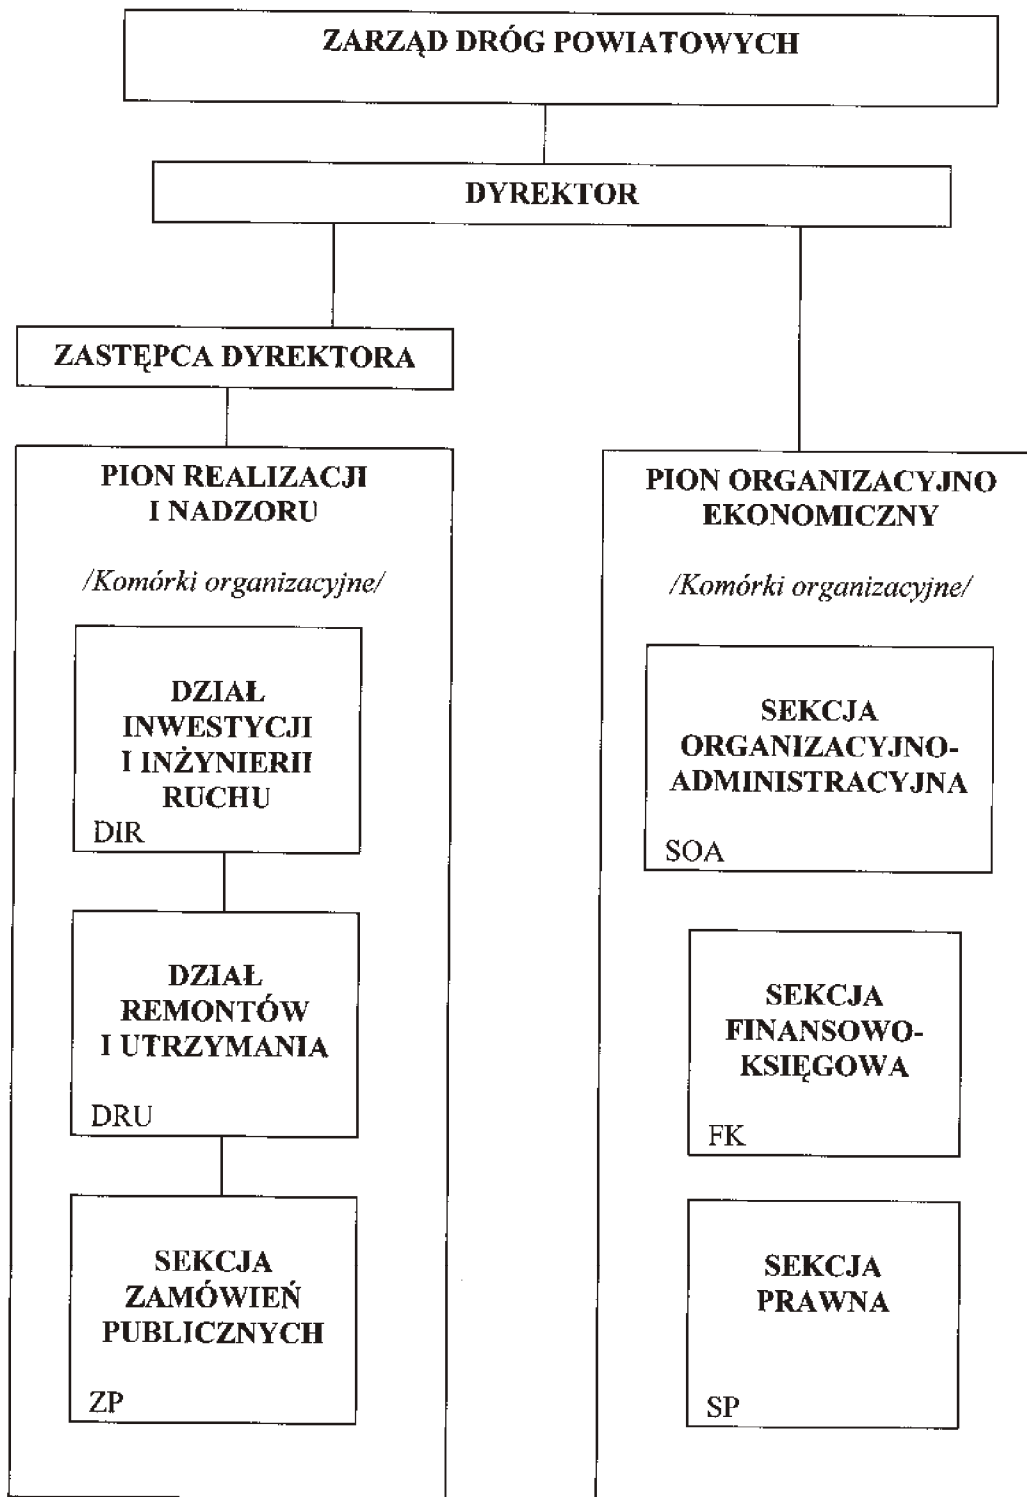 ZARZĄD DRÓG POWIATOWYCH
DYREKTOR
ZASTĘPCA DYREKTORA
PION REALIZACJI
I NADZORU
/Komórki organizacyjne/
DZIAŁ
INWESTYCJI
I INŻYNIERII
RUCHU
DIR
DZIAŁ
REMONTÓW
I UTRZYMANIA
DRU
SEKCJA
ZAMÓWIEŃ
PUBLICZNYCH
ZP
PION ORGANIZACYJNO
EKONOMICZNY
/Komórki organizacyjne/
SEKCJA
ORGANIZACYJNO-
ADMINISTRACYJNA
SOA
SEKCJA
FINANSOWO-
KSIĘGOWA
FK
SEKCJA
PRAWNA
SP